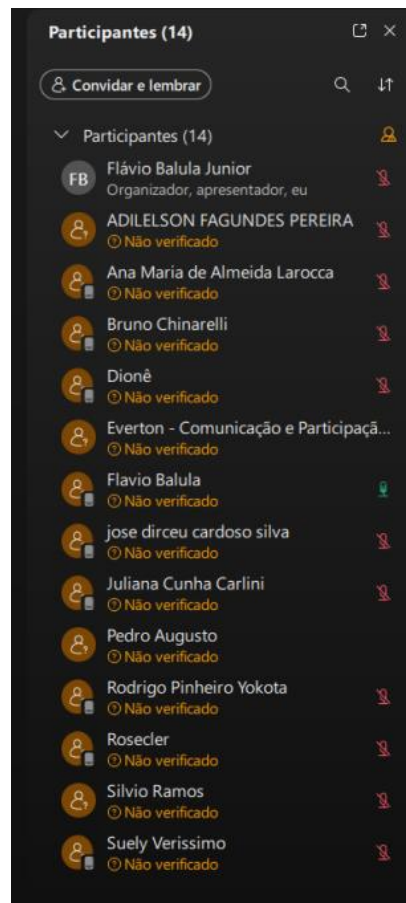 Participantes (14)
Convidar e lembrar
Participantes (14)
FB
Flávio Balula Junior
Organizador, apresentador, eu
ADILELSON FAGUNDES PEREIRA
Não verificado
Ana Maria de Almeida Larocca
Não verificado
Bruno Chinarelli
Não verificado
Dionê
Não verificado
Everton - Comunicação e Participaçã...
Não verificado
Flavio Balula
Não verificado
jose dirceu cardoso silva
Não verificado
Juliana Cunha Carlini
Não verificado
Pedro Augusto
Não verificado
Rodrigo Pinheiro Yokota
Não verificado
Rosecler
Não verificado
Silvio Ramos
Não verificado
Suely Verissimo
Não verificado